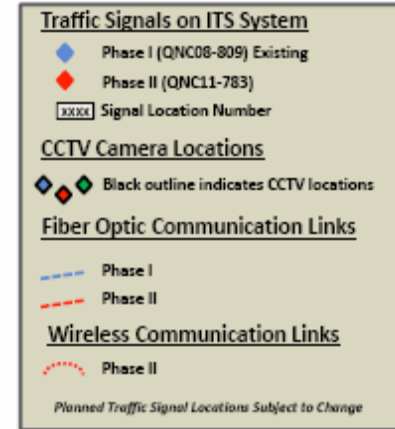 Traffic Signals on ITS System
Phase I (QNC08-809) Existing
Phase II (QNC11-783)
xxxx Signal Location Number
CCTV Camera Locations
Black outline indicates CCTV locations
Fiber Optic Communication Links
Phase I
Phase II
Wireless Communication Links
Phase II
Planned Traffic Signal Locations Subject to Change